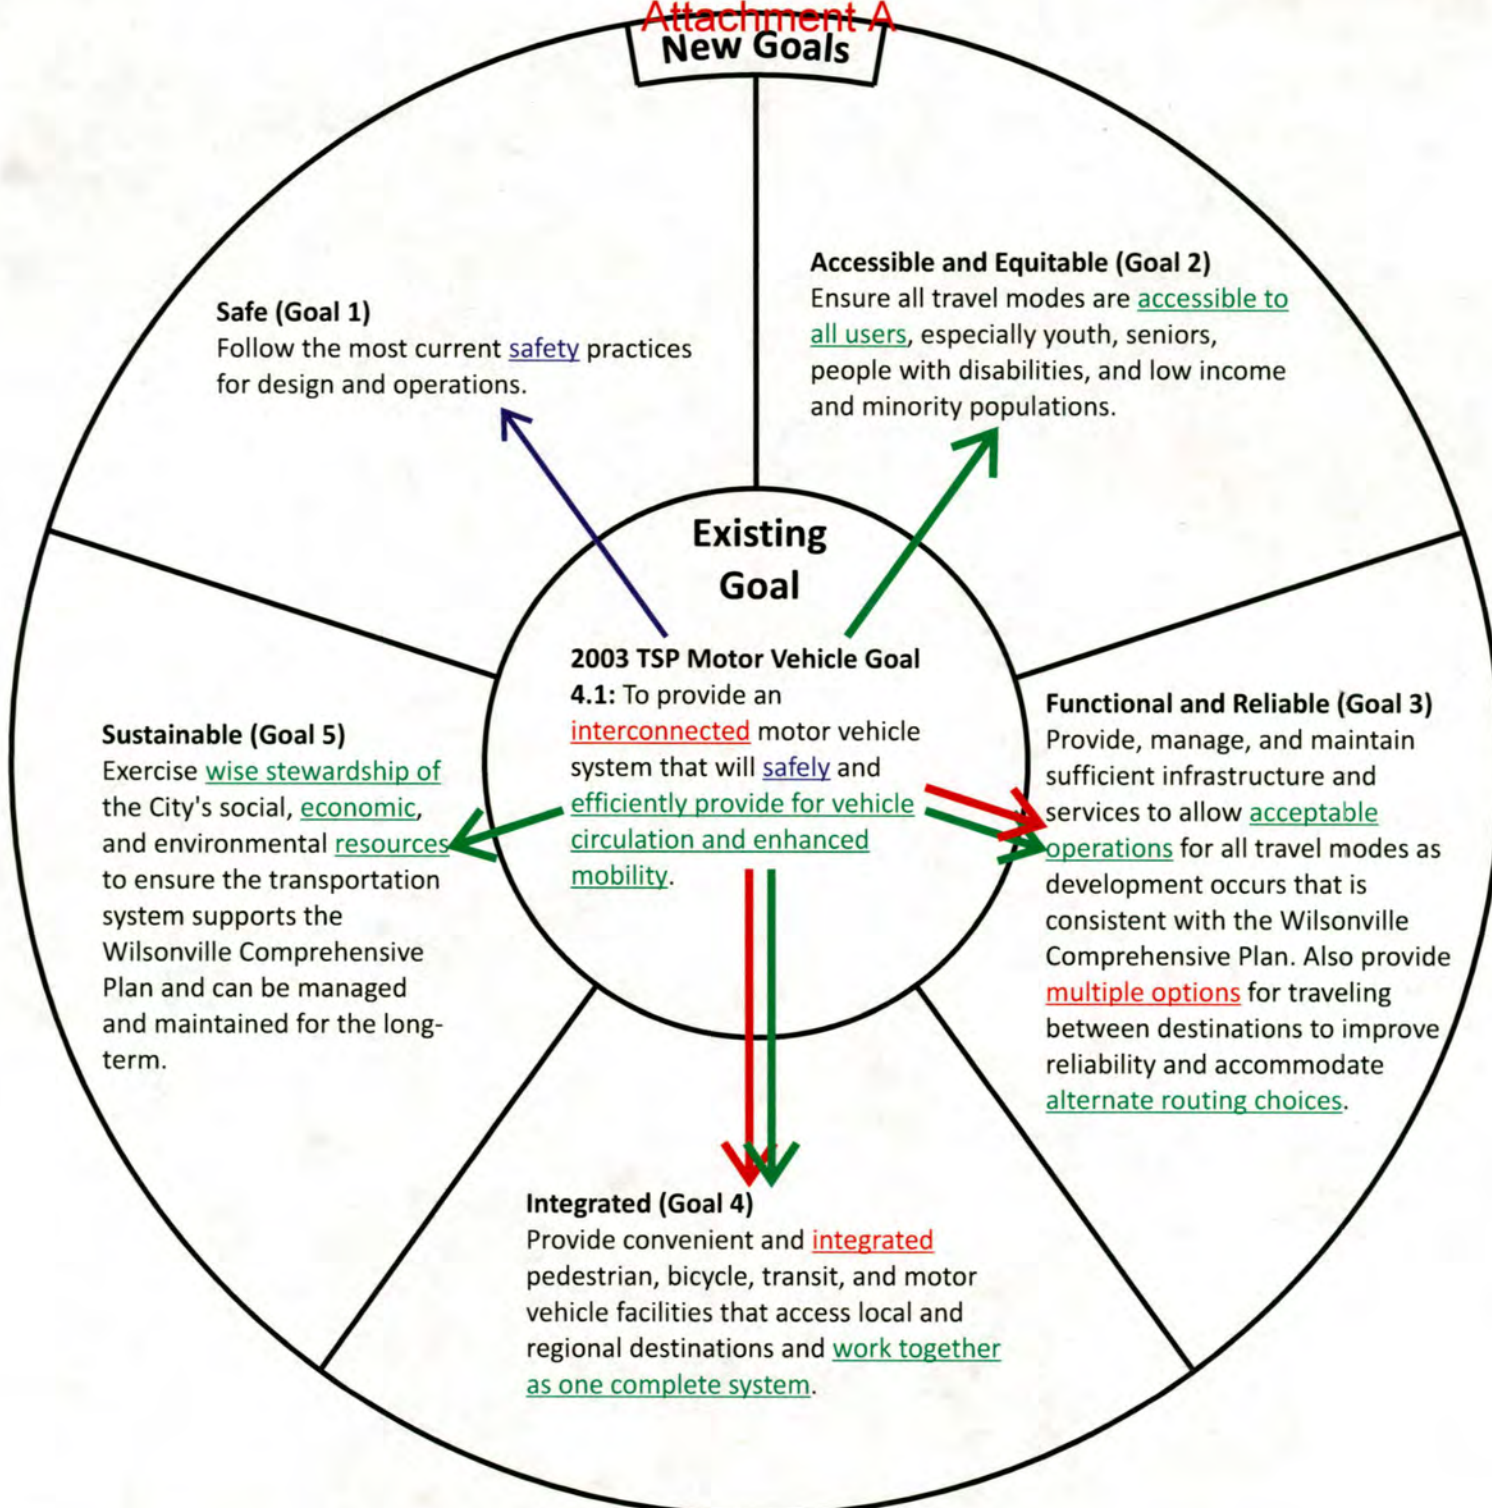 Attachment A
New Goals
Safe (Goal 1)
Follow the most current safety practices
for design and operations.
Accessible and Equitable (Goal 2)
Ensure all travel modes are accessible to
all users, especially youth, seniors,
people with disabilities, and low income
and minority populations.
Existing
Goal
2003 TSP Motor Vehicle Goal
4.1: To provide an
interconnected motor vehicle
system that will safely and
efficiently provide for vehicle
circulation and enhanced
mobility.
Functional and Reliable (Goal 3)
Provide, manage, and maintain
sufficient infrastructure and
services to allow acceptable
operations for all travel modes as
development occurs that is
consistent with the Wilsonville
Comprehensive Plan. Also provide
multiple options for traveling
between destinations to improve
reliability and accommodate
alternate routing choices.
Sustainable (Goal 5)
Exercise wise stewardship of
the City's social, economic,
and environmental resources
to ensure the transportation
system supports the
Wilsonville Comprehensive
Plan and can be managed
and maintained for the long-
term.
Integrated (Goal 4)
Provide convenient and integrated
pedestrian, bicycle, transit, and motor
vehicle facilities that access local and
regional destinations and work together
as one complete system.